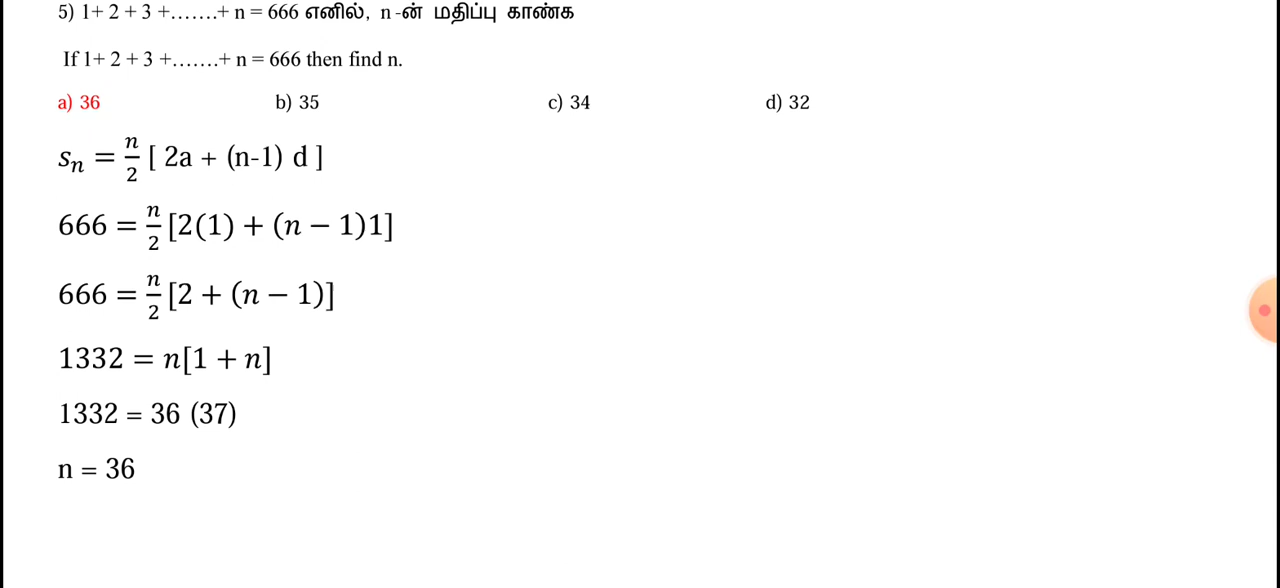 5) 1+ 2 + 3 +.......+ n = 666 எனில், n -ன் மதிப்பு காண்க
If 1+ 2 + 3 +.......+ n = 666 then find n.
a) 36 b) 35 c) 34 d) 32
sₙ = n/2 [ 2a + (n-1) d ]
666 = n/2 [2(1) + (n − 1)1]
666 = n/2 [2 + (n − 1)]
1332 = n[1 + n]
1332 = 36 (37)
n = 36